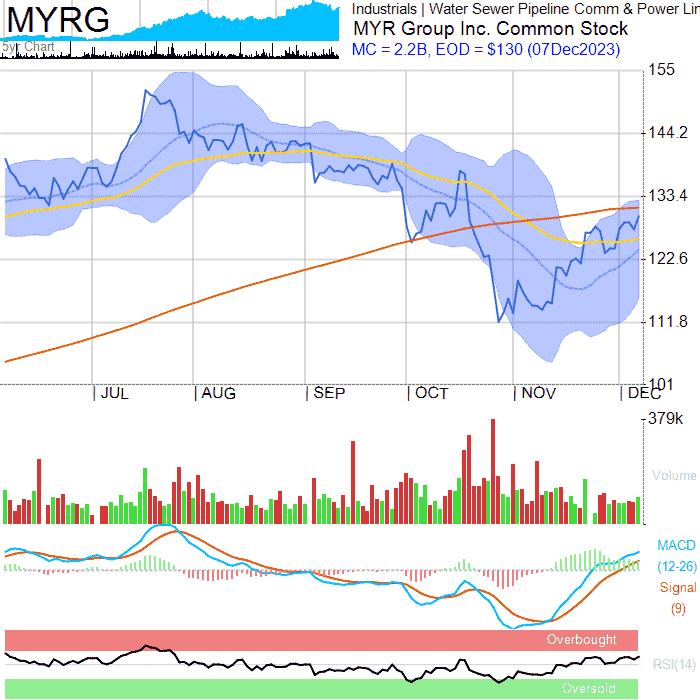 MYRG
5yr Chart
Industrials | Water Sewer Pipeline Comm & Power Lin
MYR Group Inc. Common Stock
MC = 2.2B, EOD = $130 (07Dec2023)
155
144.2
133.4
122.6
111.8
101
JUL AUG SEP OCT NOV DEC
379k
Volume
MACD
(12-26)
Signal
(9)
Overbought
RSI(14)
Oversold